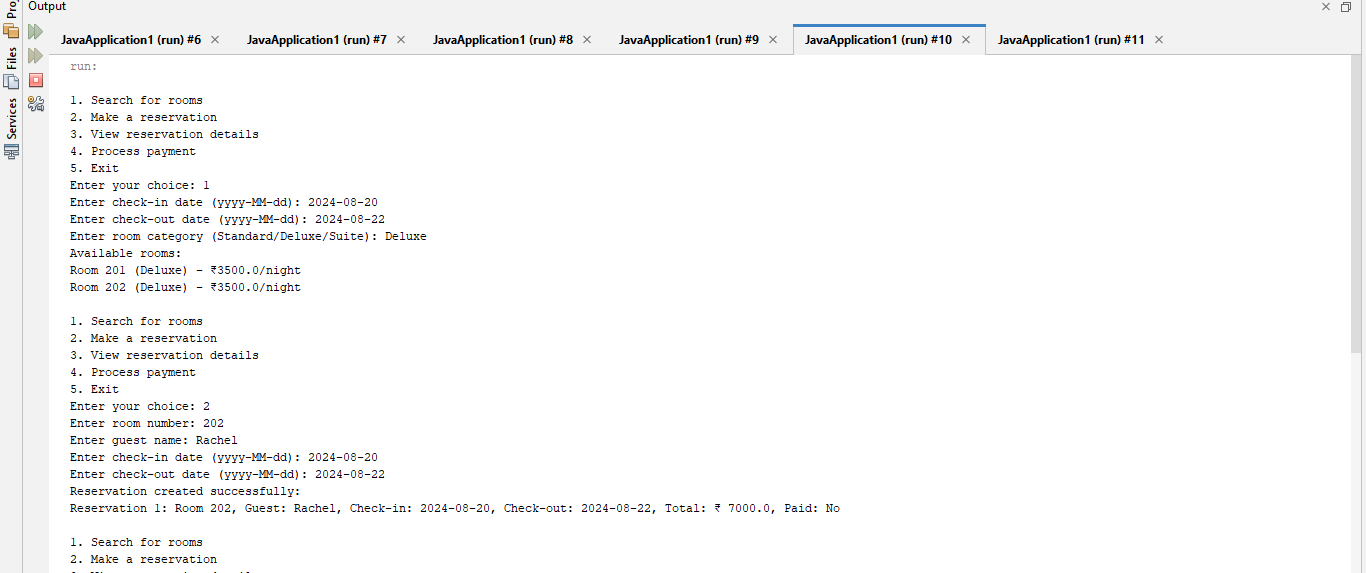 Output
JavaApplication1 (run) #6
JavaApplication1 (run) #7
JavaApplication1 (run) #8
JavaApplication1 (run) #9
JavaApplication1 (run) #10
JavaApplication1 (run) #11
Files
Services
run:
1. Search for rooms
2. Make a reservation
3. View reservation details
4. Process payment
5. Exit
Enter your choice: 1
Enter check-in date (yyyy-MM-dd): 2024-08-20
Enter check-out date (yyyy-MM-dd): 2024-08-22
Enter room category (Standard/Deluxe/Suite): Deluxe
Available rooms:
Room 201 (Deluxe) - ₹3500.0/night
Room 202 (Deluxe) - ₹3500.0/night
1. Search for rooms
2. Make a reservation
3. View reservation details
4. Process payment
5. Exit
Enter your choice: 2
Enter room number: 202
Enter guest name: Rachel
Enter check-in date (yyyy-MM-dd): 2024-08-20
Enter check-out date (yyyy-MM-dd): 2024-08-22
Reservation created successfully:
Reservation 1: Room 202, Guest: Rachel, Check-in: 2024-08-20, Check-out: 2024-08-22, Total: ₹ 7000.0, Paid: No
1. Search for rooms
2. Make a reservation